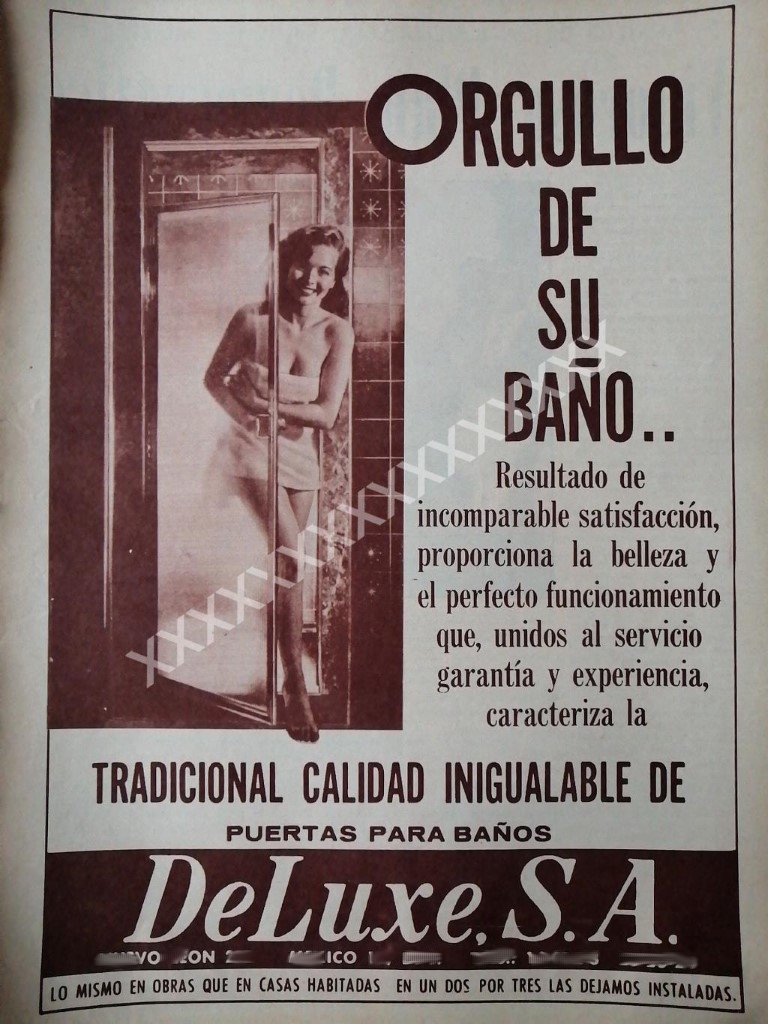 ORGULLO
DE
SU
BAÑO..
Resultado de
incomparable satisfacción,
proporciona la belleza y
el perfecto funcionamiento
que, unidos al servicio
garantía y experiencia,
caracteriza la
TRADICIONAL CALIDAD INIGUALABLE DE
PUERTAS PARA BAÑOS
DeLuxe, S. A.
LO MISMO EN OBRAS QUE EN CASAS HABITADAS EN UN DOS POR TRES LAS DEJAMOS INSTALADAS.
XXXXXXXXXXXXXXXXX